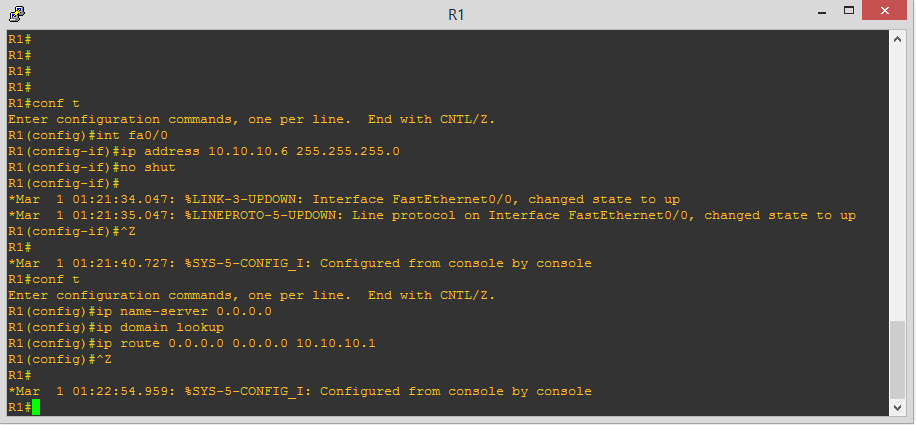 R1
R1#
R1#
R1#
R1#
R1#conf t
Enter configuration commands, one per line.  End with CNTL/Z.
R1(config)#int fa0/0
R1(config-if)#ip address 10.10.10.6 255.255.255.0
R1(config-if)#no shut
R1(config-if)#
*Mar  1 01:21:34.047: %LINK-3-UPDOWN: Interface FastEthernet0/0, changed state to up
*Mar  1 01:21:35.047: %LINEPROTO-5-UPDOWN: Line protocol on Interface FastEthernet0/0, changed state to up
R1(config-if)#^Z
R1#
*Mar  1 01:21:40.727: %SYS-5-CONFIG_I: Configured from console by console
R1#conf t
Enter configuration commands, one per line.  End with CNTL/Z.
R1(config)#ip name-server 0.0.0.0
R1(config)#ip domain lookup
R1(config)#ip route 0.0.0.0 0.0.0.0 10.10.10.1
R1(config)#^Z
R1#
*Mar  1 01:22:54.959: %SYS-5-CONFIG_I: Configured from console by console
R1#